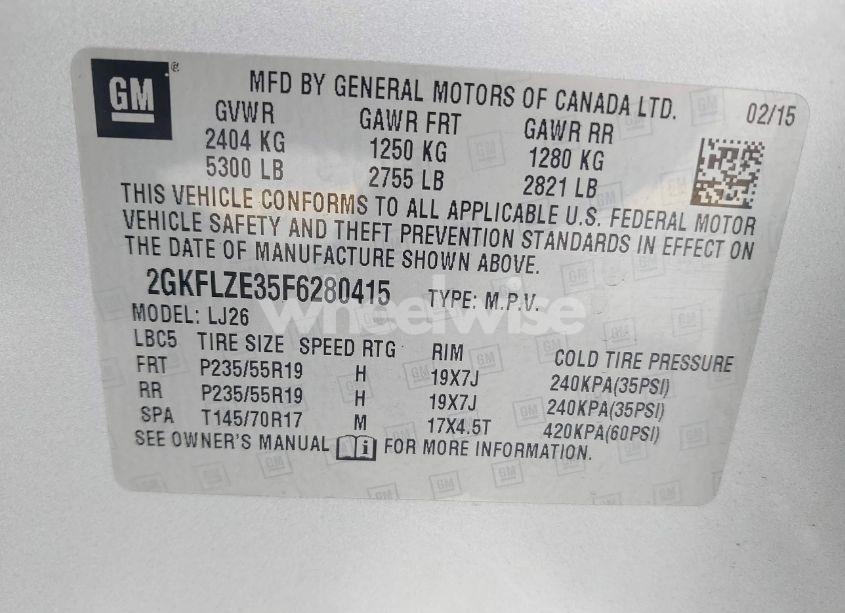 GM®
MFD BY GENERAL MOTORS OF CANADA LTD. 02/15
GVWR GAWR FRT GAWR RR
2404 KG 1250 KG 1280 KG
5300 LB 2755 LB 2821 LB
THIS VEHICLE CONFORMS TO ALL APPLICABLE U.S. FEDERAL MOTOR
VEHICLE SAFETY AND THEFT PREVENTION STANDARDS IN EFFECT ON
THE DATE OF MANUFACTURE SHOWN ABOVE.
2GKFLZE35F6280415 TYPE: M.P.V.
wheelwise
MODEL: LJ26
LBC5 TIRE SIZE SPEED RTG RIM COLD TIRE PRESSURE
FRT P235/55R19 H 19X7J 240KPA(35PSI)
RR P235/55R19 H 19X7J 240KPA(35PSI)
SPA T145/70R17 M 17X4.5T 420KPA(60PSI)
SEE OWNER'S MANUAL i FOR MORE INFORMATION.